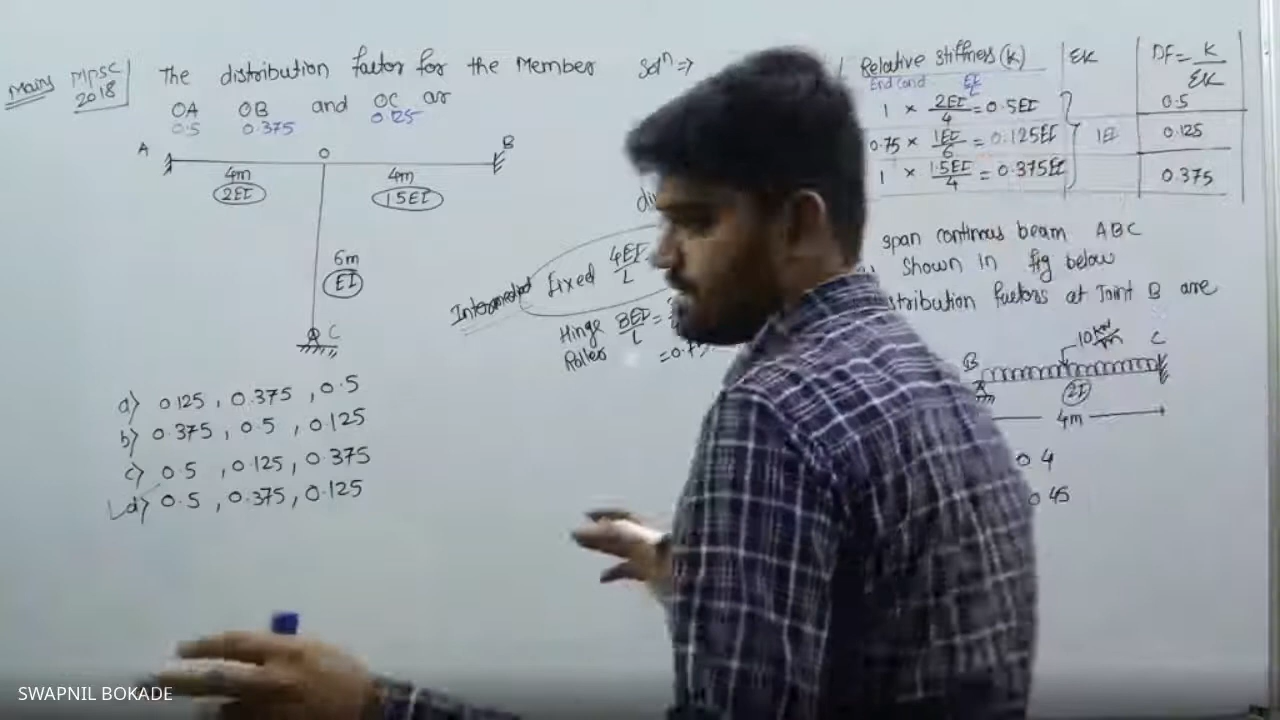 Mains MPSC 2018
The distribution factor for the Member
OA OB and OC are
0.5 0.375 0.125
A O B
4m 4m
2EI 1.5EI
6m
EI
C
a) 0.125 , 0.375 , 0.5
b) 0.375 , 0.5 , 0.125
c) 0.5 , 0.125 , 0.375
d) 0.5 , 0.375 , 0.125
Soln ⇒
Relative stiffness (K) ΣK DF = K/ΣK
End Cond EI/L
1 × 2EI/4 = 0.5EI 0.5
0.75 × 1EI/6 = 0.125EI 1EI 0.125
1 × 1.5EI/4 = 0.375EI 0.375
fixed 4EI/L
Hinge 3EI/L =
Roller = 0.75
span continous beam ABC
shown in fig below
distribution factors at Joint B are
10 kN/m
B C
2I
4m
0.4
0.45
SWAPNIL BOKADE